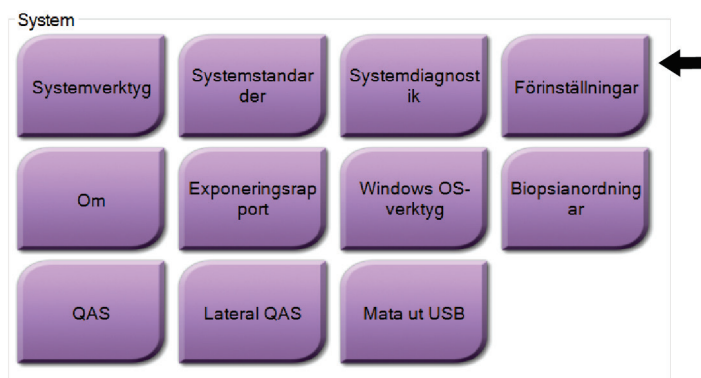 System
Systemverktyg
Systemstandar
der
Systemdiagnost
ik
Förinställningar
Om
Exponeringsrap
port
Windows OS-
verktyg
Biopsianordning
ar
QAS
Lateral QAS
Mata ut USB